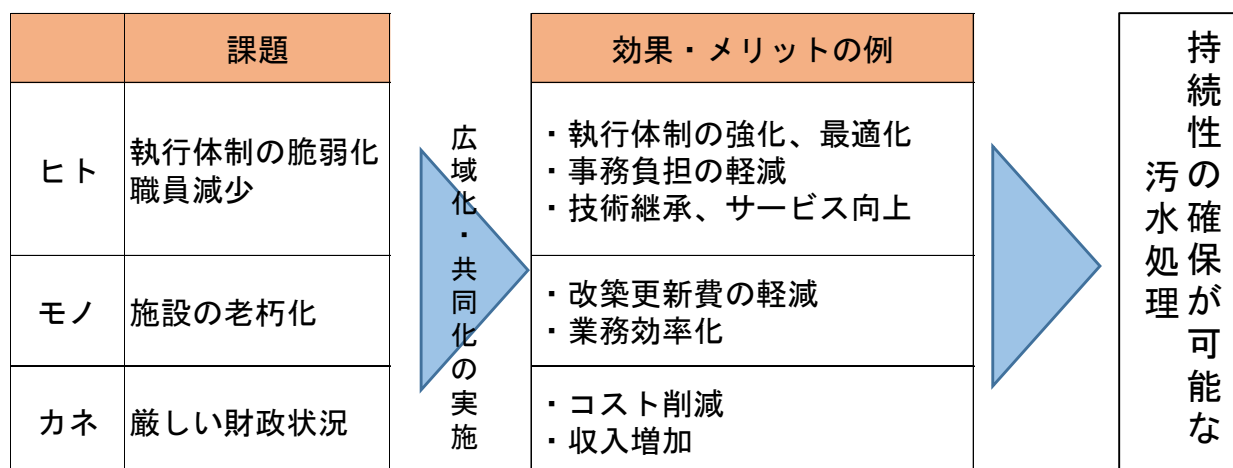 課題
ヒト
執行体制の脆弱化
職員減少
モノ
施設の老朽化
カネ
厳しい財政状況
広域化・共同化の実施
効果・メリットの例
・執行体制の強化、最適化
・事務負担の軽減
・技術継承、サービス向上
・改築更新費の軽減
・業務効率化
・コスト削減
・収入増加
持続性の確保が可能な
汚水処理